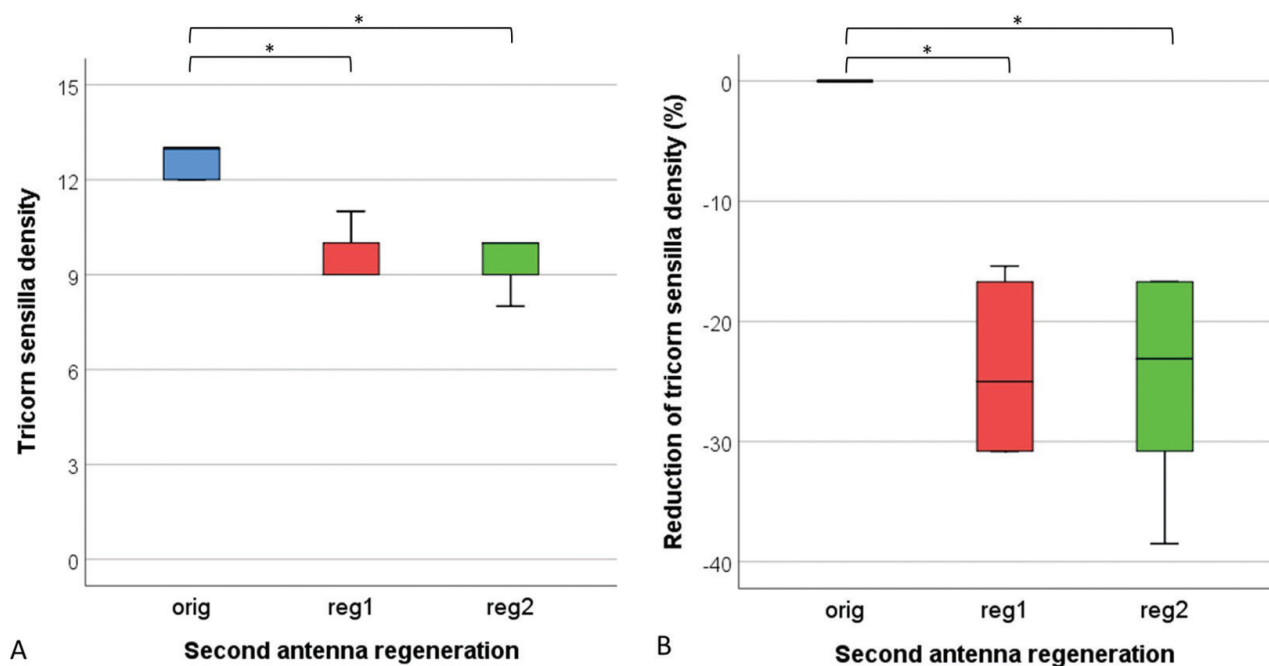 *
*
Tricorn sensilla density
15
12
9
6
3
0
orig reg1 reg2
Second antenna regeneration
A
*
*
Reduction of tricorn sensilla density (%)
0
-10
-20
-30
-40
orig reg1 reg2
Second antenna regeneration
B